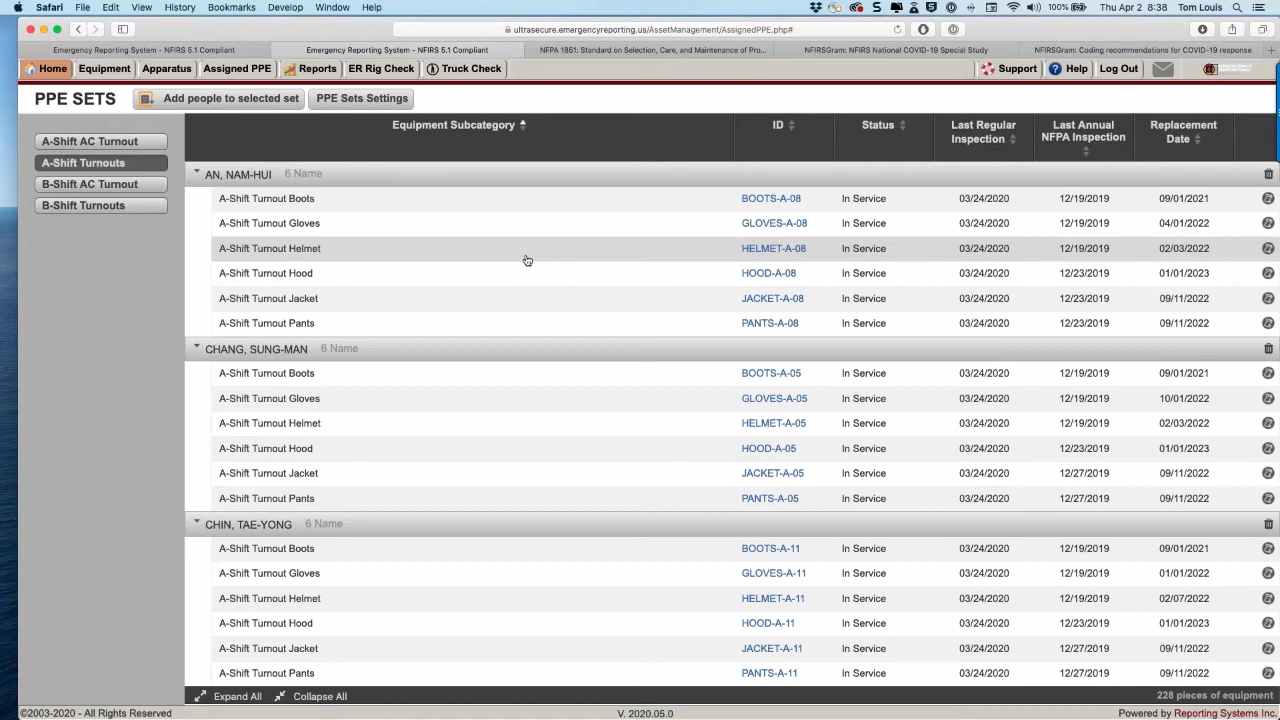 Safari File Edit View History Bookmarks Develop Window Help 100% Thu Apr 2 8:38 Tom Louis
ultrasecure.emergencyreporting.us/AssetManagement/AssignedPPE.php#
Emergency Reporting System - NFIRS 5.1 Compliant Emergency Reporting System - NFIRS 5.1 Compliant NFPA 1851: Standard on Selection, Care, and Maintenance of Pro... NFIRSGram: NFIRS National COVID-19 Special Study NFIRSGram: Coding recommendations for COVID-19 response
Home Equipment Apparatus Assigned PPE Reports ER Rig Check Truck Check Support Help Log Out
PPE SETS Add people to selected set PPE Sets Settings
A-Shift AC Turnout
A-Shift Turnouts
B-Shift AC Turnout
B-Shift Turnouts
Equipment Subcategory ID Status Last Regular Inspection Last Annual NFPA Inspection Replacement Date
AN, NAM-HUI 6 Name
A-Shift Turnout Boots BOOTS-A-08 In Service 03/24/2020 12/19/2019 09/01/2021
A-Shift Turnout Gloves GLOVES-A-08 In Service 03/24/2020 12/19/2019 04/01/2022
A-Shift Turnout Helmet HELMET-A-08 In Service 03/24/2020 12/19/2019 02/03/2022
A-Shift Turnout Hood HOOD-A-08 In Service 03/24/2020 12/23/2019 01/01/2023
A-Shift Turnout Jacket JACKET-A-08 In Service 03/24/2020 12/23/2019 09/11/2022
A-Shift Turnout Pants PANTS-A-08 In Service 03/24/2020 12/23/2019 09/11/2022
CHANG, SUNG-MAN 6 Name
A-Shift Turnout Boots BOOTS-A-05 In Service 03/24/2020 12/19/2019 09/01/2021
A-Shift Turnout Gloves GLOVES-A-05 In Service 03/24/2020 12/19/2019 10/01/2022
A-Shift Turnout Helmet HELMET-A-05 In Service 03/24/2020 12/19/2019 02/03/2022
A-Shift Turnout Hood HOOD-A-05 In Service 03/24/2020 12/23/2019 01/01/2023
A-Shift Turnout Jacket JACKET-A-05 In Service 03/24/2020 12/27/2019 09/11/2022
A-Shift Turnout Pants PANTS-A-05 In Service 03/24/2020 12/27/2019 09/11/2022
CHIN, TAE-YONG 6 Name
A-Shift Turnout Boots BOOTS-A-11 In Service 03/24/2020 12/19/2019 09/01/2021
A-Shift Turnout Gloves GLOVES-A-11 In Service 03/24/2020 12/19/2019 01/01/2022
A-Shift Turnout Helmet HELMET-A-11 In Service 03/24/2020 12/19/2019 02/07/2022
A-Shift Turnout Hood HOOD-A-11 In Service 03/24/2020 12/23/2019 01/01/2023
A-Shift Turnout Jacket JACKET-A-11 In Service 03/24/2020 12/27/2019 09/11/2022
A-Shift Turnout Pants PANTS-A-11 In Service 03/24/2020 12/27/2019 09/11/2022
Expand All Collapse All 228 pieces of equipment
©2003-2020 - All Rights Reserved V. 2020.05.0 Powered by Reporting Systems Inc.